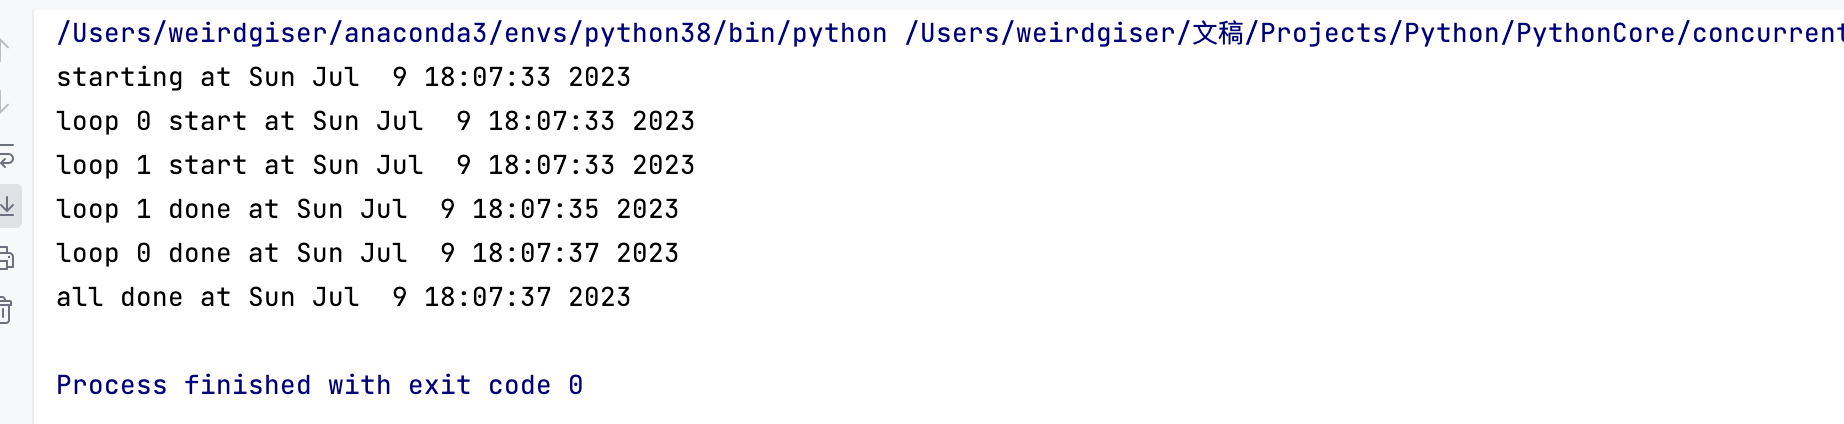 /Users/weirdgiser/anaconda3/envs/python38/bin/python /Users/weirdgiser/文稿/Projects/Python/PythonCore/concurrent
starting at Sun Jul  9 18:07:33 2023
loop 0 start at Sun Jul  9 18:07:33 2023
loop 1 start at Sun Jul  9 18:07:33 2023
loop 1 done at Sun Jul  9 18:07:35 2023
loop 0 done at Sun Jul  9 18:07:37 2023
all done at Sun Jul  9 18:07:37 2023
Process finished with exit code 0